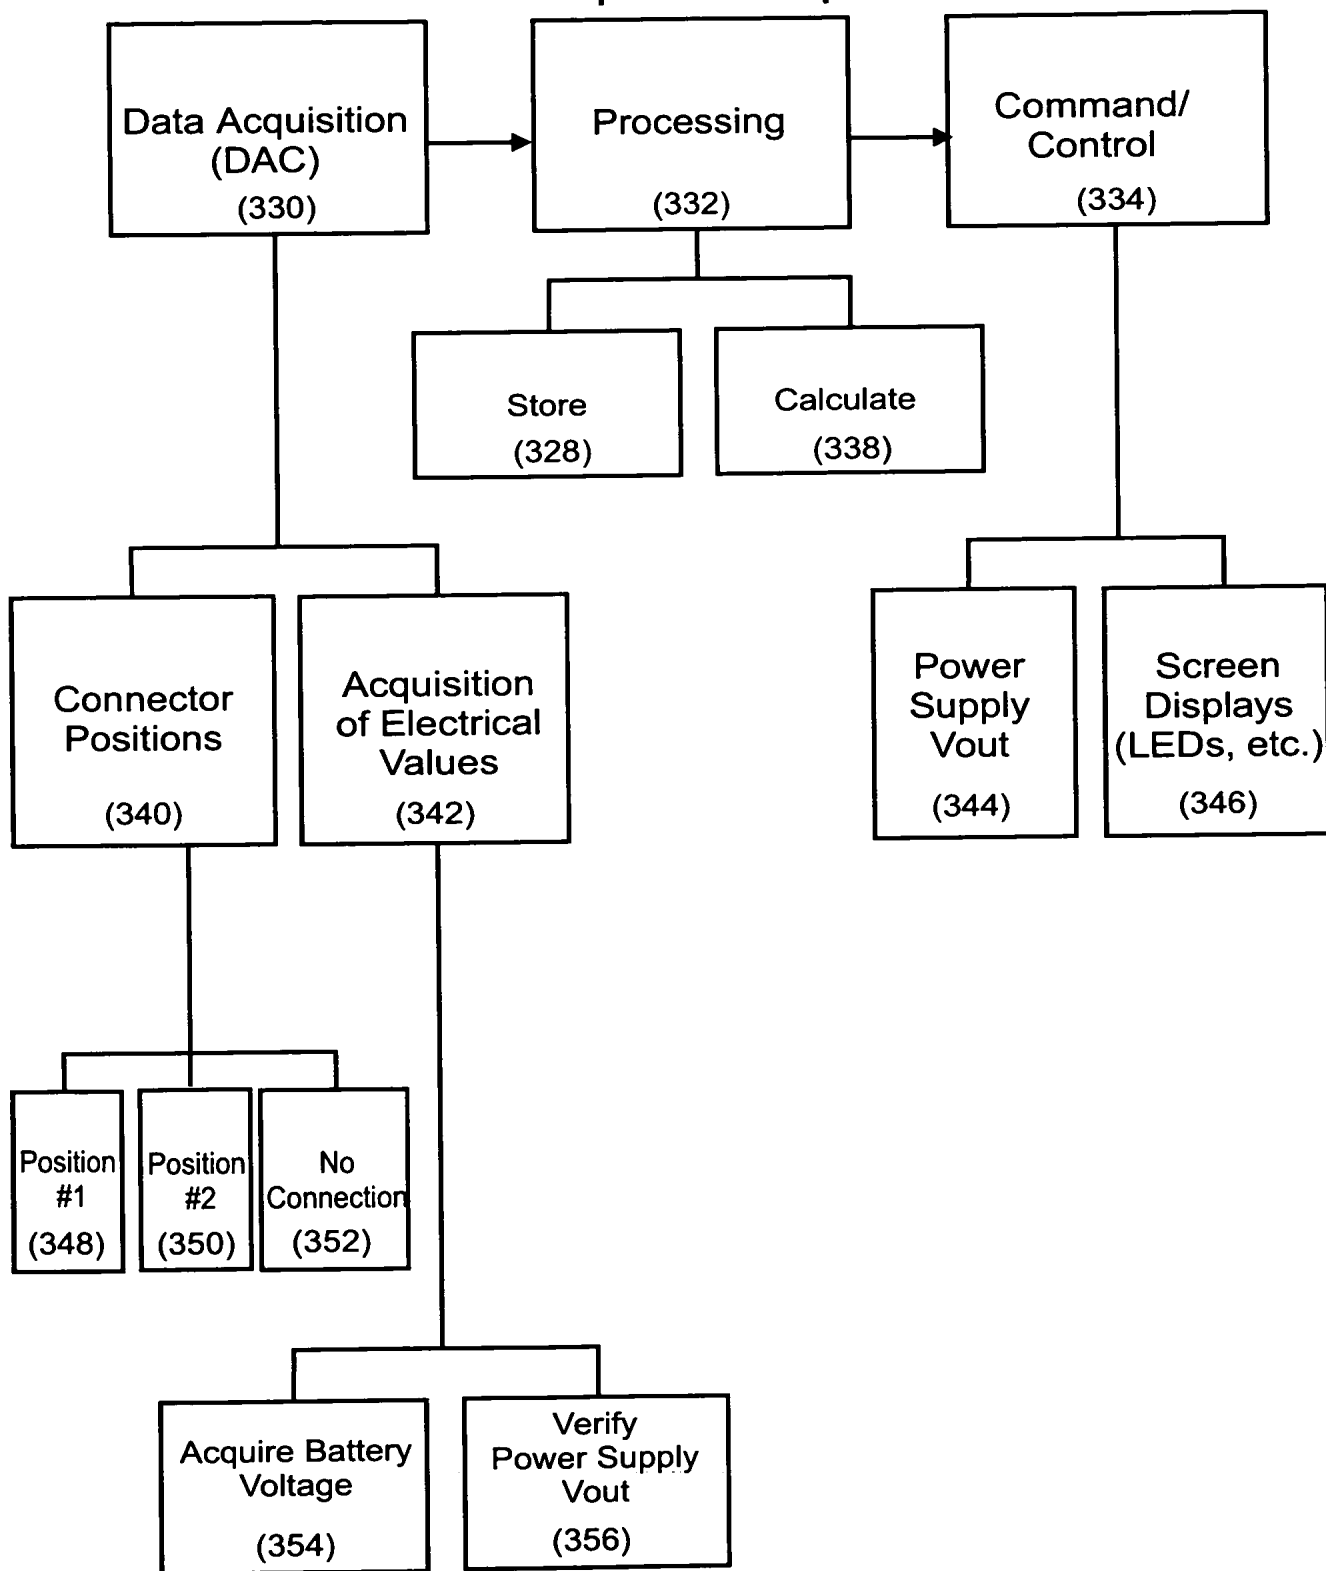 Data Acquisition
(DAC)
(330)
Processing
(332)
Command/
Control
(334)
Store
(328)
Calculate
(338)
Connector
Positions
(340)
Acquisition
of Electrical
Values
(342)
Power
Supply
Vout
(344)
Screen
Displays
(LEDs, etc.)
(346)
Position
#1
(348)
Position
#2
(350)
No
Connection
(352)
Acquire Battery
Voltage
(354)
Verify
Power Supply
Vout
(356)